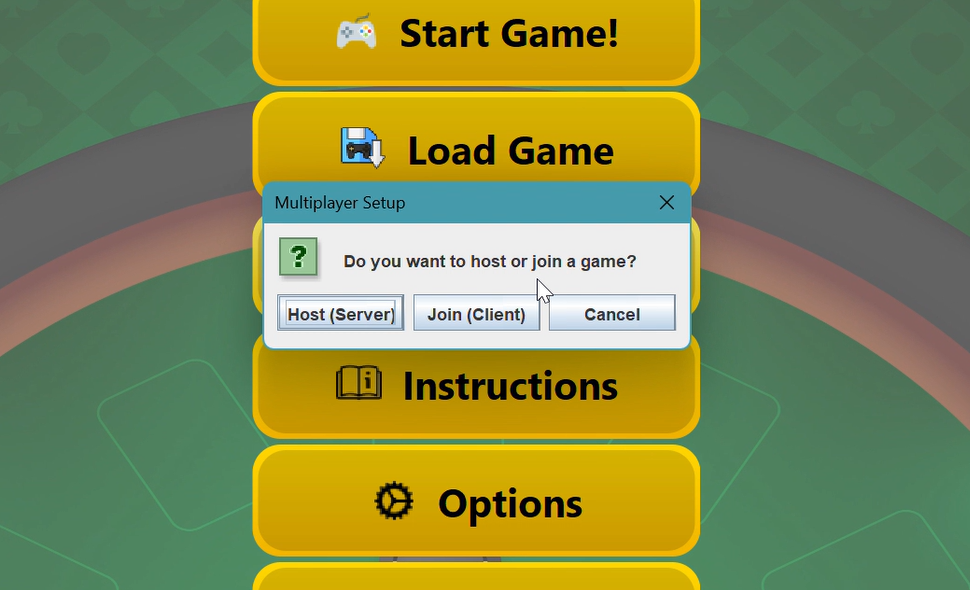 Start Game!
Load Game
Multiplayer Setup
?
Do you want to host or join a game?
Host (Server)
Join (Client)
Cancel
i
Instructions
Options